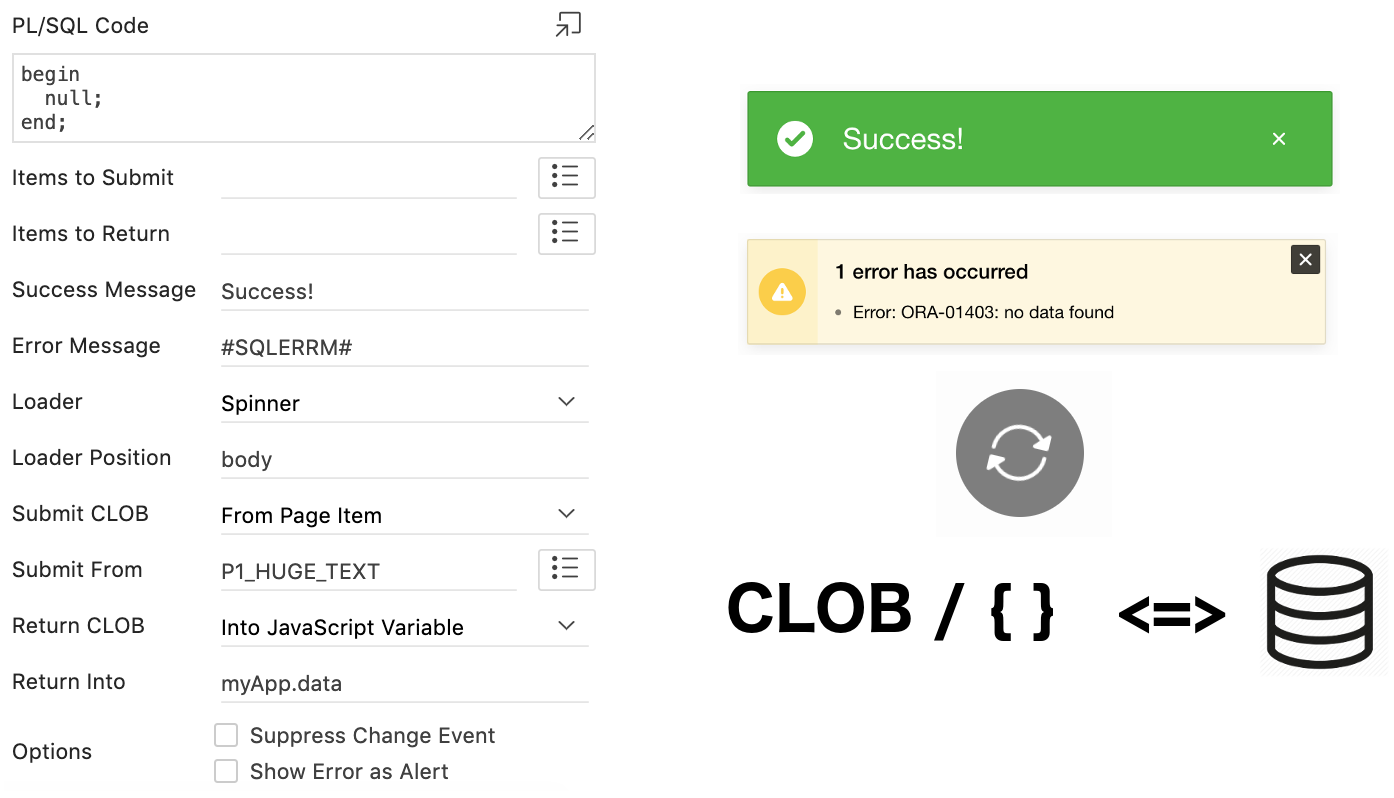 PL/SQL Code
begin
  null;
end;
Items to Submit
Items to Return
Success Message Success!
Error Message #SQLERRM#
Loader Spinner
Loader Position body
Submit CLOB From Page Item
Submit From P1_HUGE_TEXT
Return CLOB Into JavaScript Variable
Return Into myApp.data
Options
Suppress Change Event
Show Error as Alert
Success!
1 error has occurred
Error: ORA-01403: no data found
CLOB / { } <=>